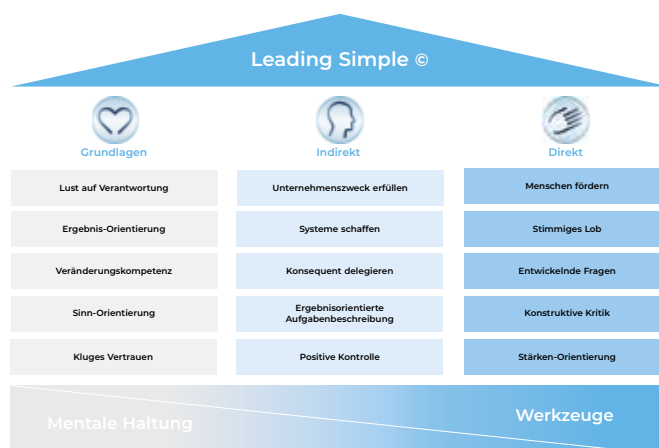 Leading Simple ©
Grundlagen
Lust auf Verantwortung
Ergebnis-Orientierung
Veränderungskompetenz
Sinn-Orientierung
Kluges Vertrauen
Indirekt
Unternehmenszweck erfüllen
Systeme schaffen
Konsequent delegieren
Ergebnisorientierte
Aufgabenbeschreibung
Positive Kontrolle
Direkt
Menschen fördern
Stimmiges Lob
Entwickelnde Fragen
Konstruktive Kritik
Stärken-Orientierung
Mentale Haltung
Werkzeuge